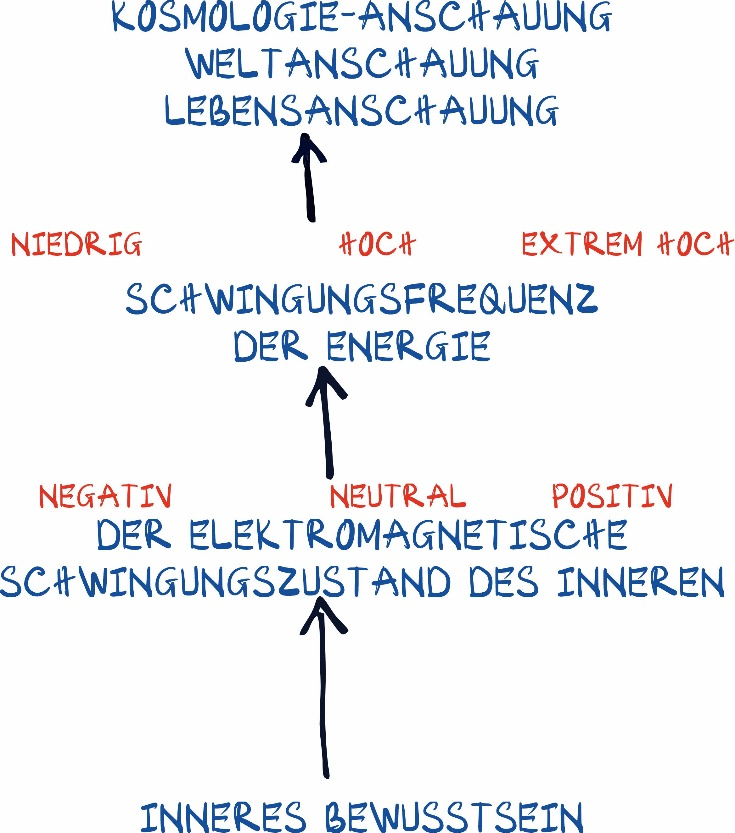 KOSMOLOGIE-ANSCHAUUNG
WELTANSCHAUUNG
LEBENSANSCHAUUNG
NIEDRIG HOCH EXTREM HOCH
SCHWINGUNGSFREQUENZ
DER ENERGIE
NEGATIV NEUTRAL POSITIV
DER ELEKTROMAGNETISCHE
SCHWINGUNGSZUSTAND DES INNEREN
INNERES BEWUSSTSEIN